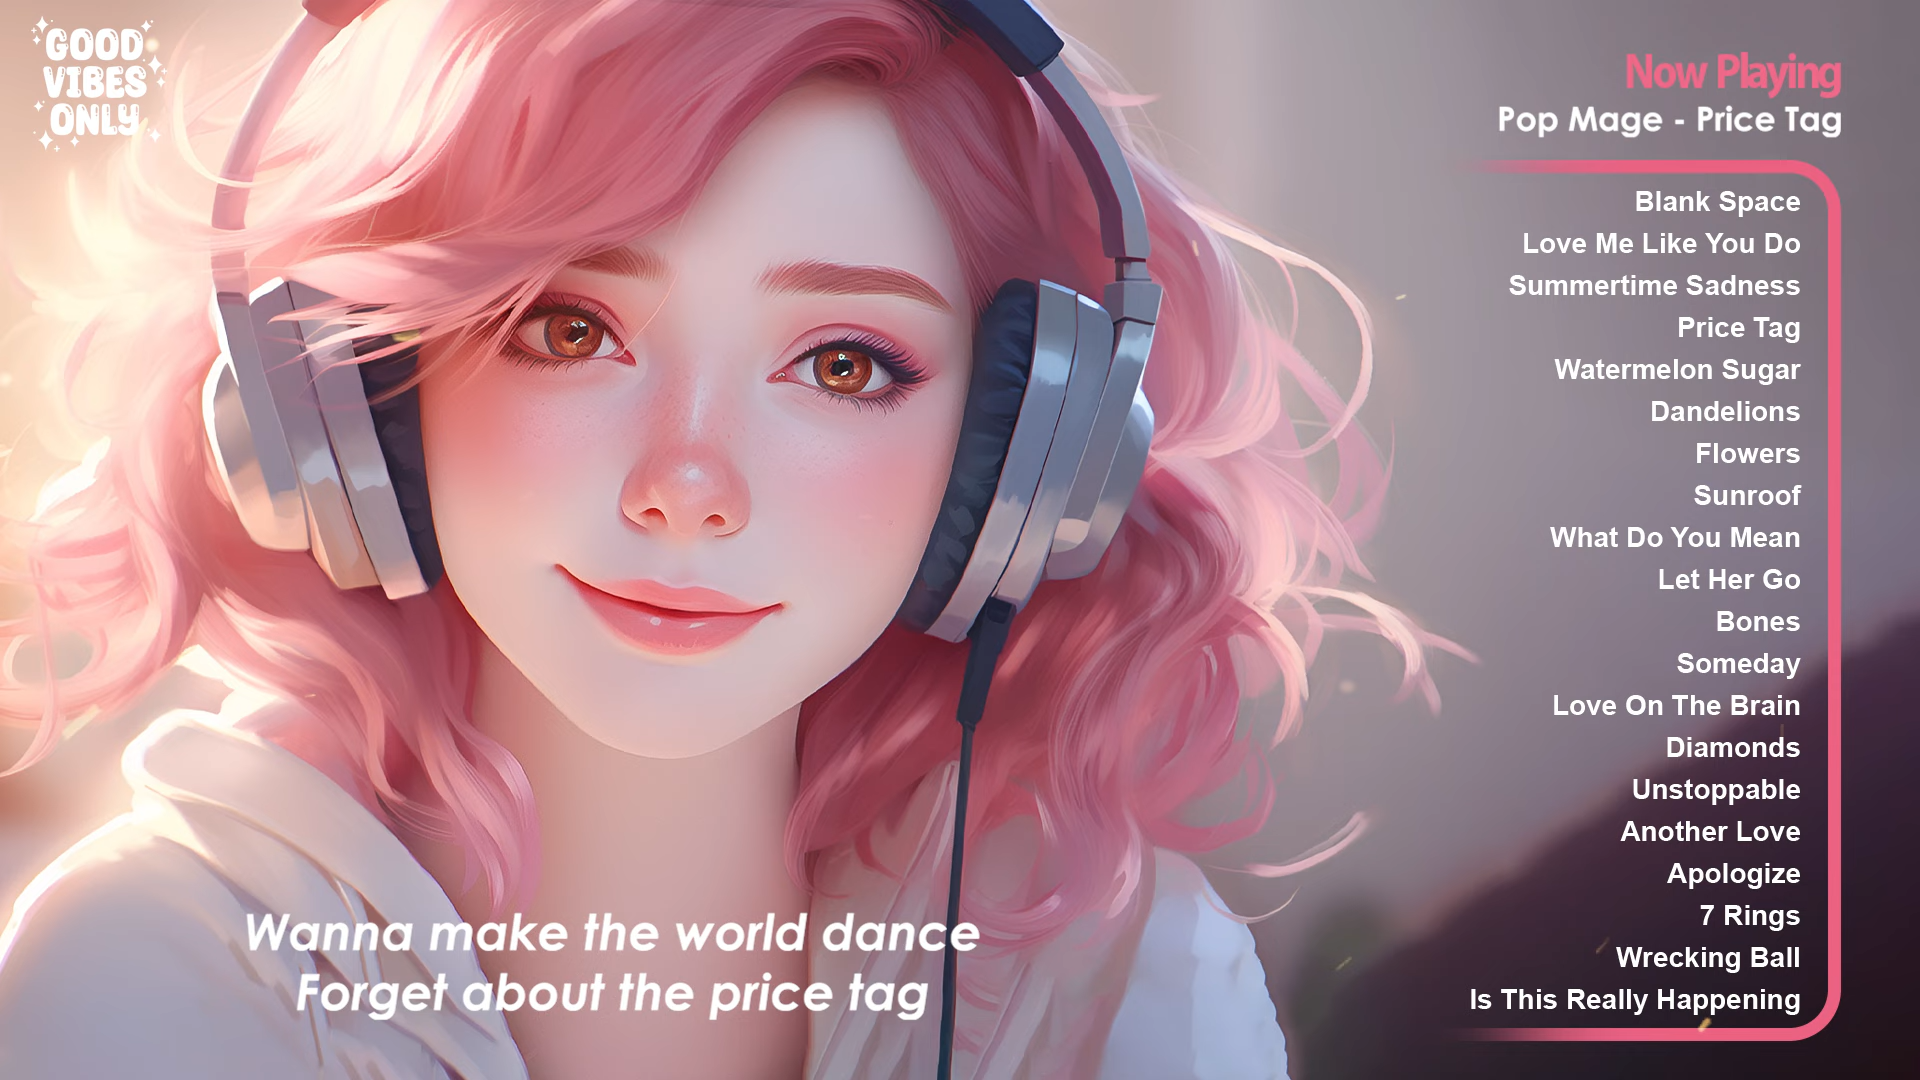 GOOD
VIBES
ONLY
Now Playing
Pop Mage - Price Tag
Blank Space
Love Me Like You Do
Summertime Sadness
Price Tag
Watermelon Sugar
Dandelions
Flowers
Sunroof
What Do You Mean
Let Her Go
Bones
Someday
Love On The Brain
Diamonds
Unstoppable
Another Love
Apologize
7 Rings
Wrecking Ball
Is This Really Happening
Wanna make the world dance
Forget about the price tag